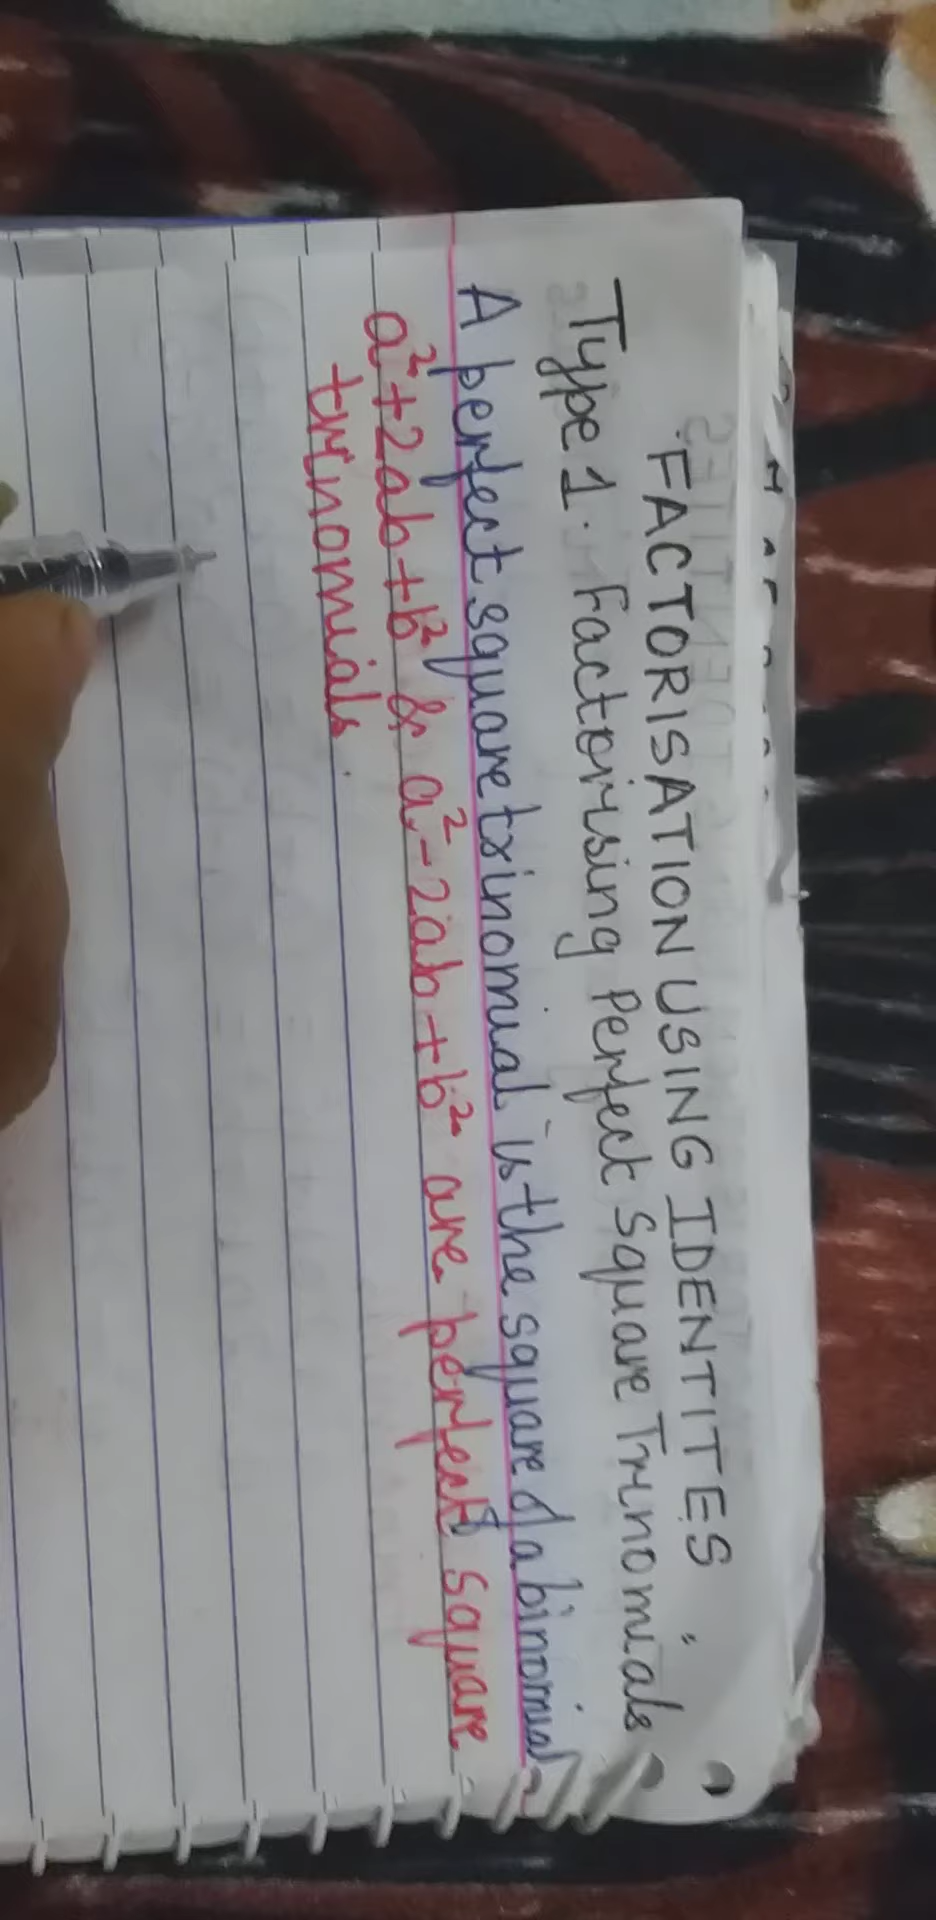 FACTORISATION USING IDENTITES
Type 1. Factorising Perfect Square Trinomials
A perfect square trinomial is the square of a binomial
a²+2ab+b² & a²-2ab+b² are perfect square
trinomials.